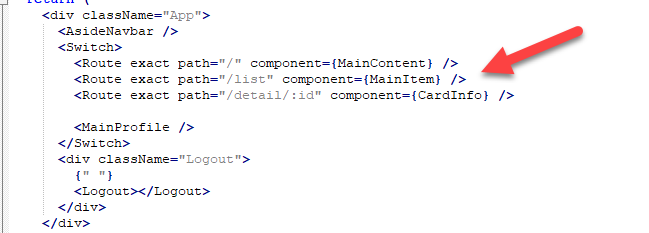 return (
<div className="App">
<AsideNavbar />
<Switch>
<Route exact path="/" component={MainContent} />
<Route exact path="/list" component={MainItem} />
<Route exact path="/detail/:id" component={CardInfo} />
<MainProfile />
</Switch>
<div className="Logout">
{" "}
<Logout></Logout>
</div>
</div>